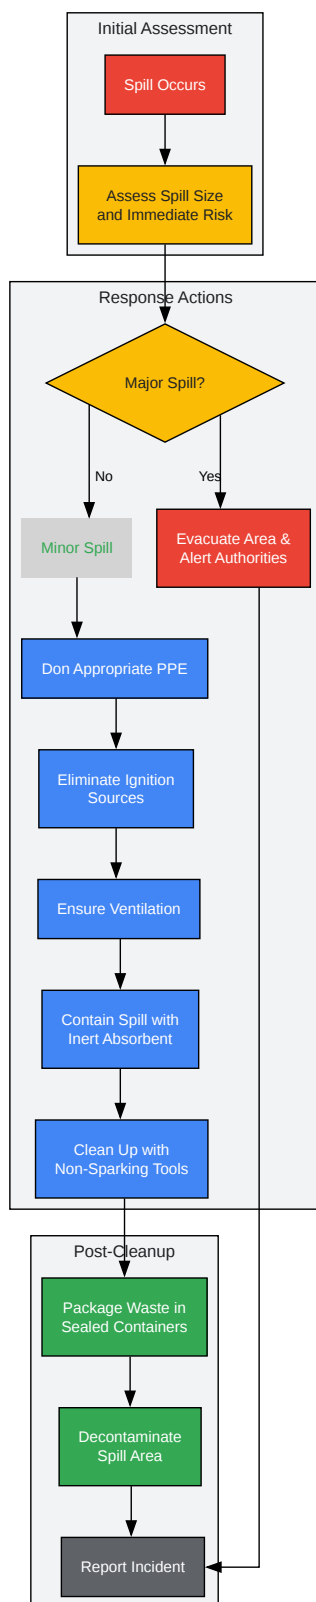 Initial Assessment
Spill Occurs
Assess Spill Size
and Immediate Risk
Response Actions
Major Spill?
No
Yes
Minor Spill
Evacuate Area &
Alert Authorities
Don Appropriate PPE
Eliminate Ignition
Sources
Ensure Ventilation
Contain Spill with
Inert Absorbent
Clean Up with
Non-Sparking Tools
Post-Cleanup
Package Waste in
Sealed Containers
Decontaminate
Spill Area
Report Incident